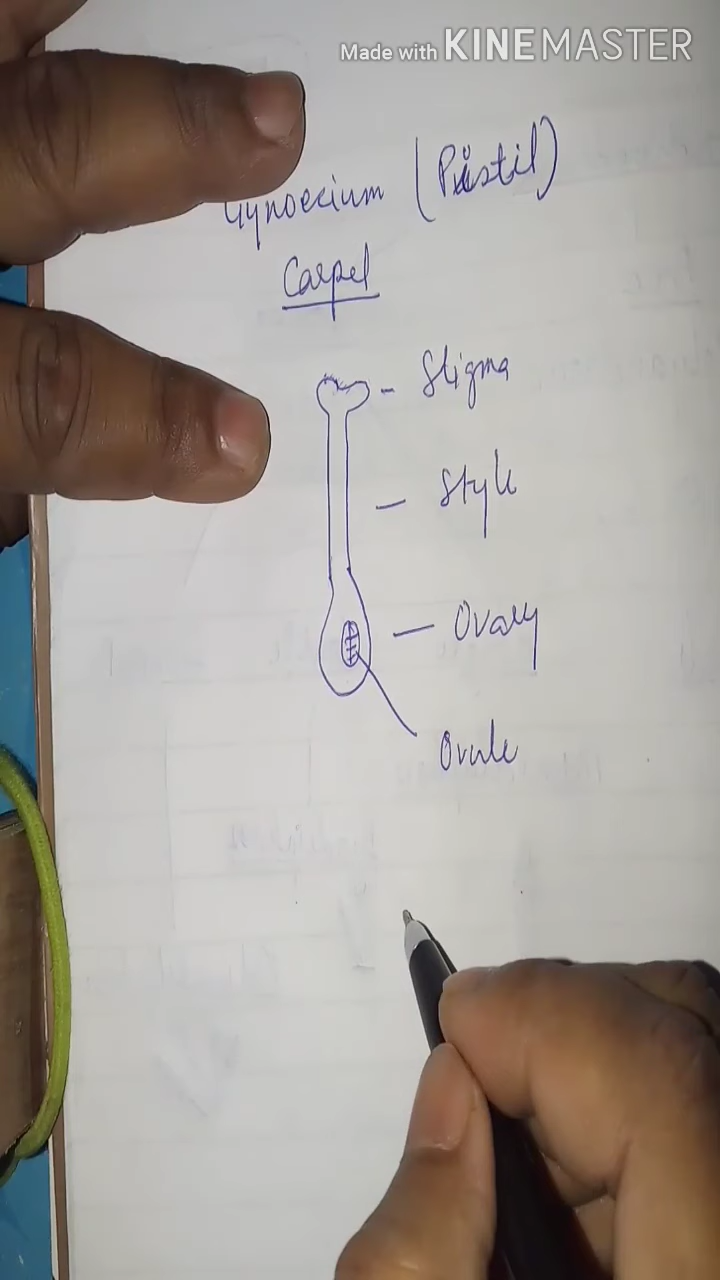 Made with KINEMASTER
Gynoecium (Pistil)
Carpel
Stigma
Style
Ovary
Ovule